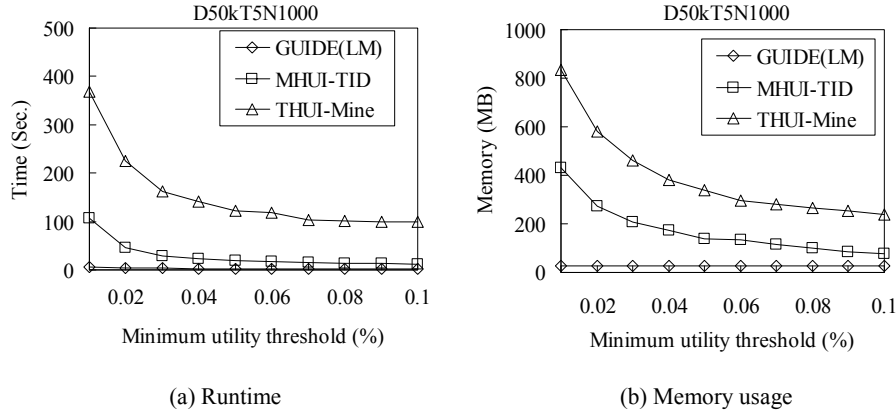 D50kT5N1000
500
400
300
200
100
0
Time (Sec.)
GUIDE(LM)
MHUI-TID
THUI-Mine
0.02 0.04 0.06 0.08 0.1
Minimum utility threshold (%)
(a) Runtime
D50kT5N1000
1000
800
600
400
200
0
Memory (MB)
GUIDE(LM)
MHUI-TID
THUI-Mine
0.02 0.04 0.06 0.08 0.1
Minimum utility threshold (%)
(b) Memory usage